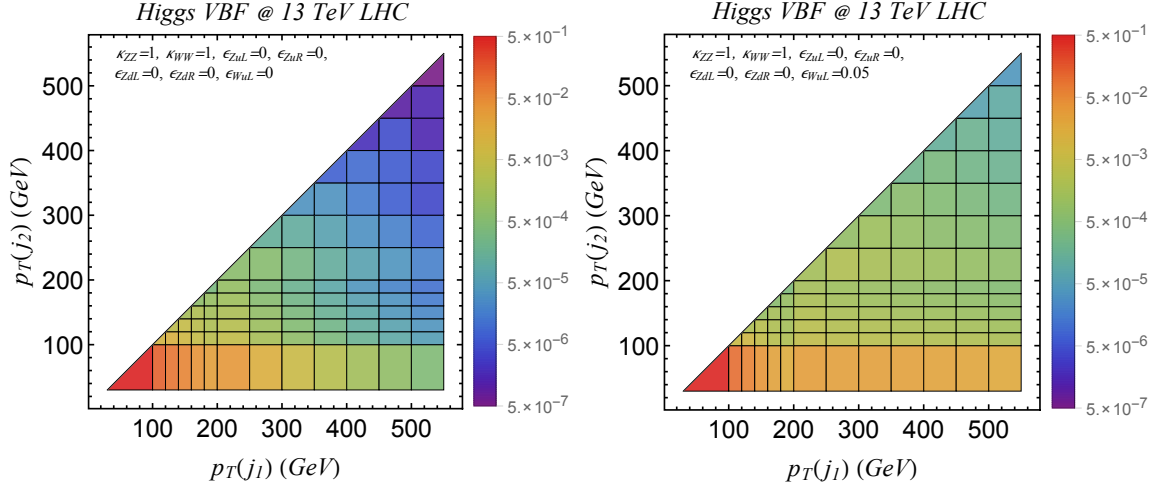 Higgs VBF @ 13 TeV LHC
κZZ=1, κWW=1, ϵZuL=0, ϵZuR=0,
ϵZdL=0, ϵZdR=0, ϵWuL=0
500
400
300
200
100
pT(j2) (GeV)
100 200 300 400 500
pT(j1) (GeV)
5.×10⁻¹
5.×10⁻²
5.×10⁻³
5.×10⁻⁴
5.×10⁻⁵
5.×10⁻⁶
5.×10⁻⁷
Higgs VBF @ 13 TeV LHC
κZZ=1, κWW=1, ϵZuL=0, ϵZuR=0,
ϵZdL=0, ϵZdR=0, ϵWuL=0.05
500
400
300
200
100
pT(j2) (GeV)
100 200 300 400 500
pT(j1) (GeV)
5.×10⁻¹
5.×10⁻²
5.×10⁻³
5.×10⁻⁴
5.×10⁻⁵
5.×10⁻⁶
5.×10⁻⁷